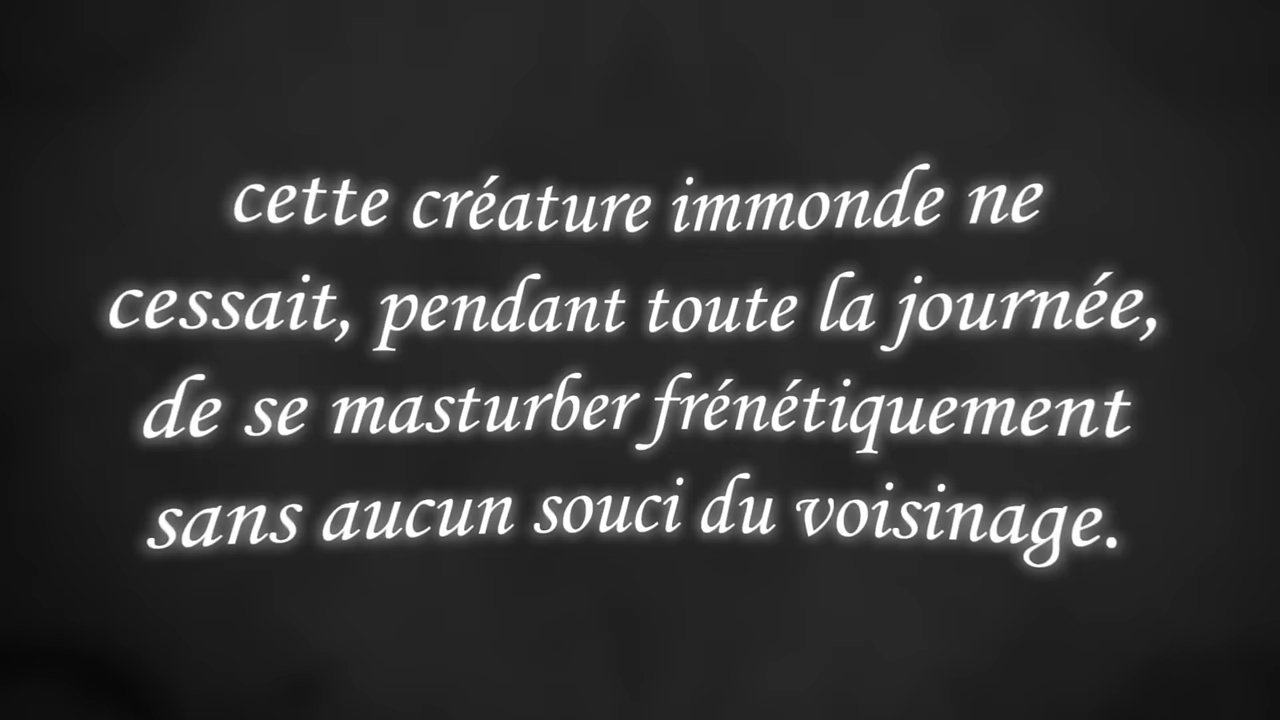 cette créature immonde ne
cessait, pendant toute la journée,
de se masturber frénétiquement
sans aucun souci du voisinage.